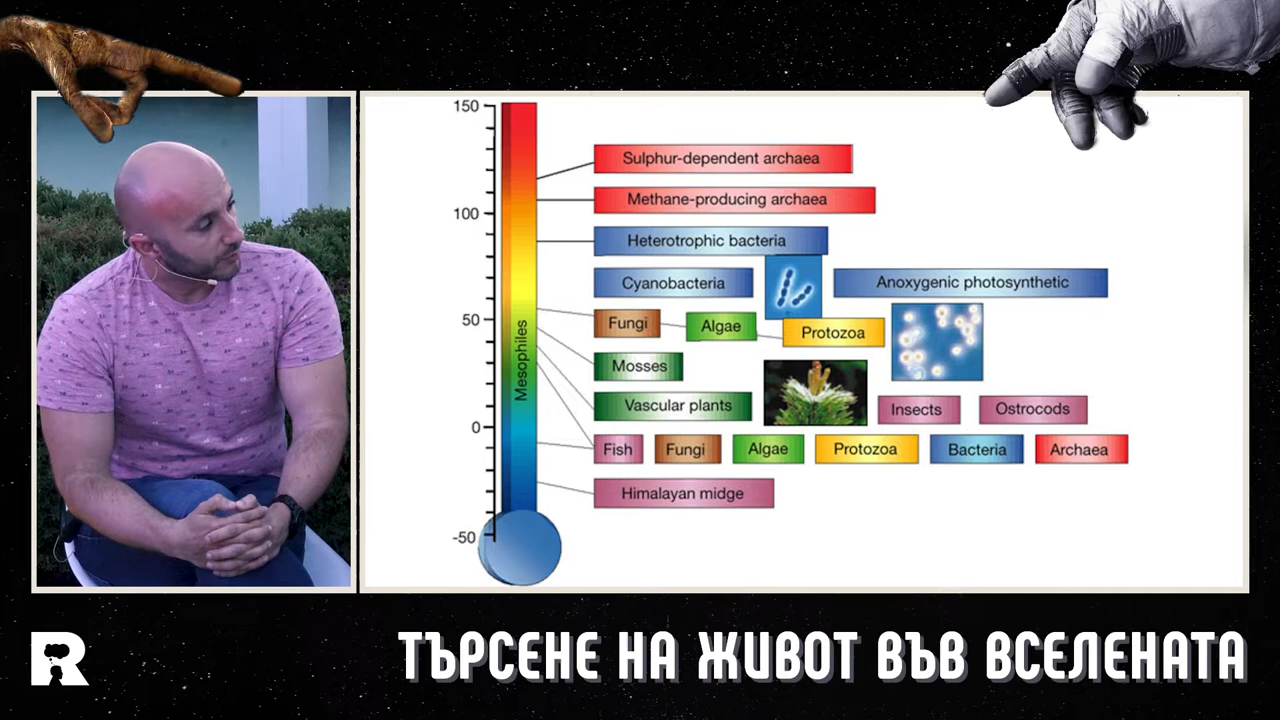 150
Sulphur-dependent archaea
Methane-producing archaea
100
Heterotrophic bacteria
Cyanobacteria
Anoxygenic photosynthetic
50
Fungi
Algae
Protozoa
Mesophiles
Mosses
Vascular plants
Insects
Ostrocods
0
Fish
Fungi
Algae
Protozoa
Bacteria
Archaea
Himalayan midge
-50
R
ТЪРСЕНЕ НА ЖИВОТ ВЪВ ВСЕЛЕНАТА